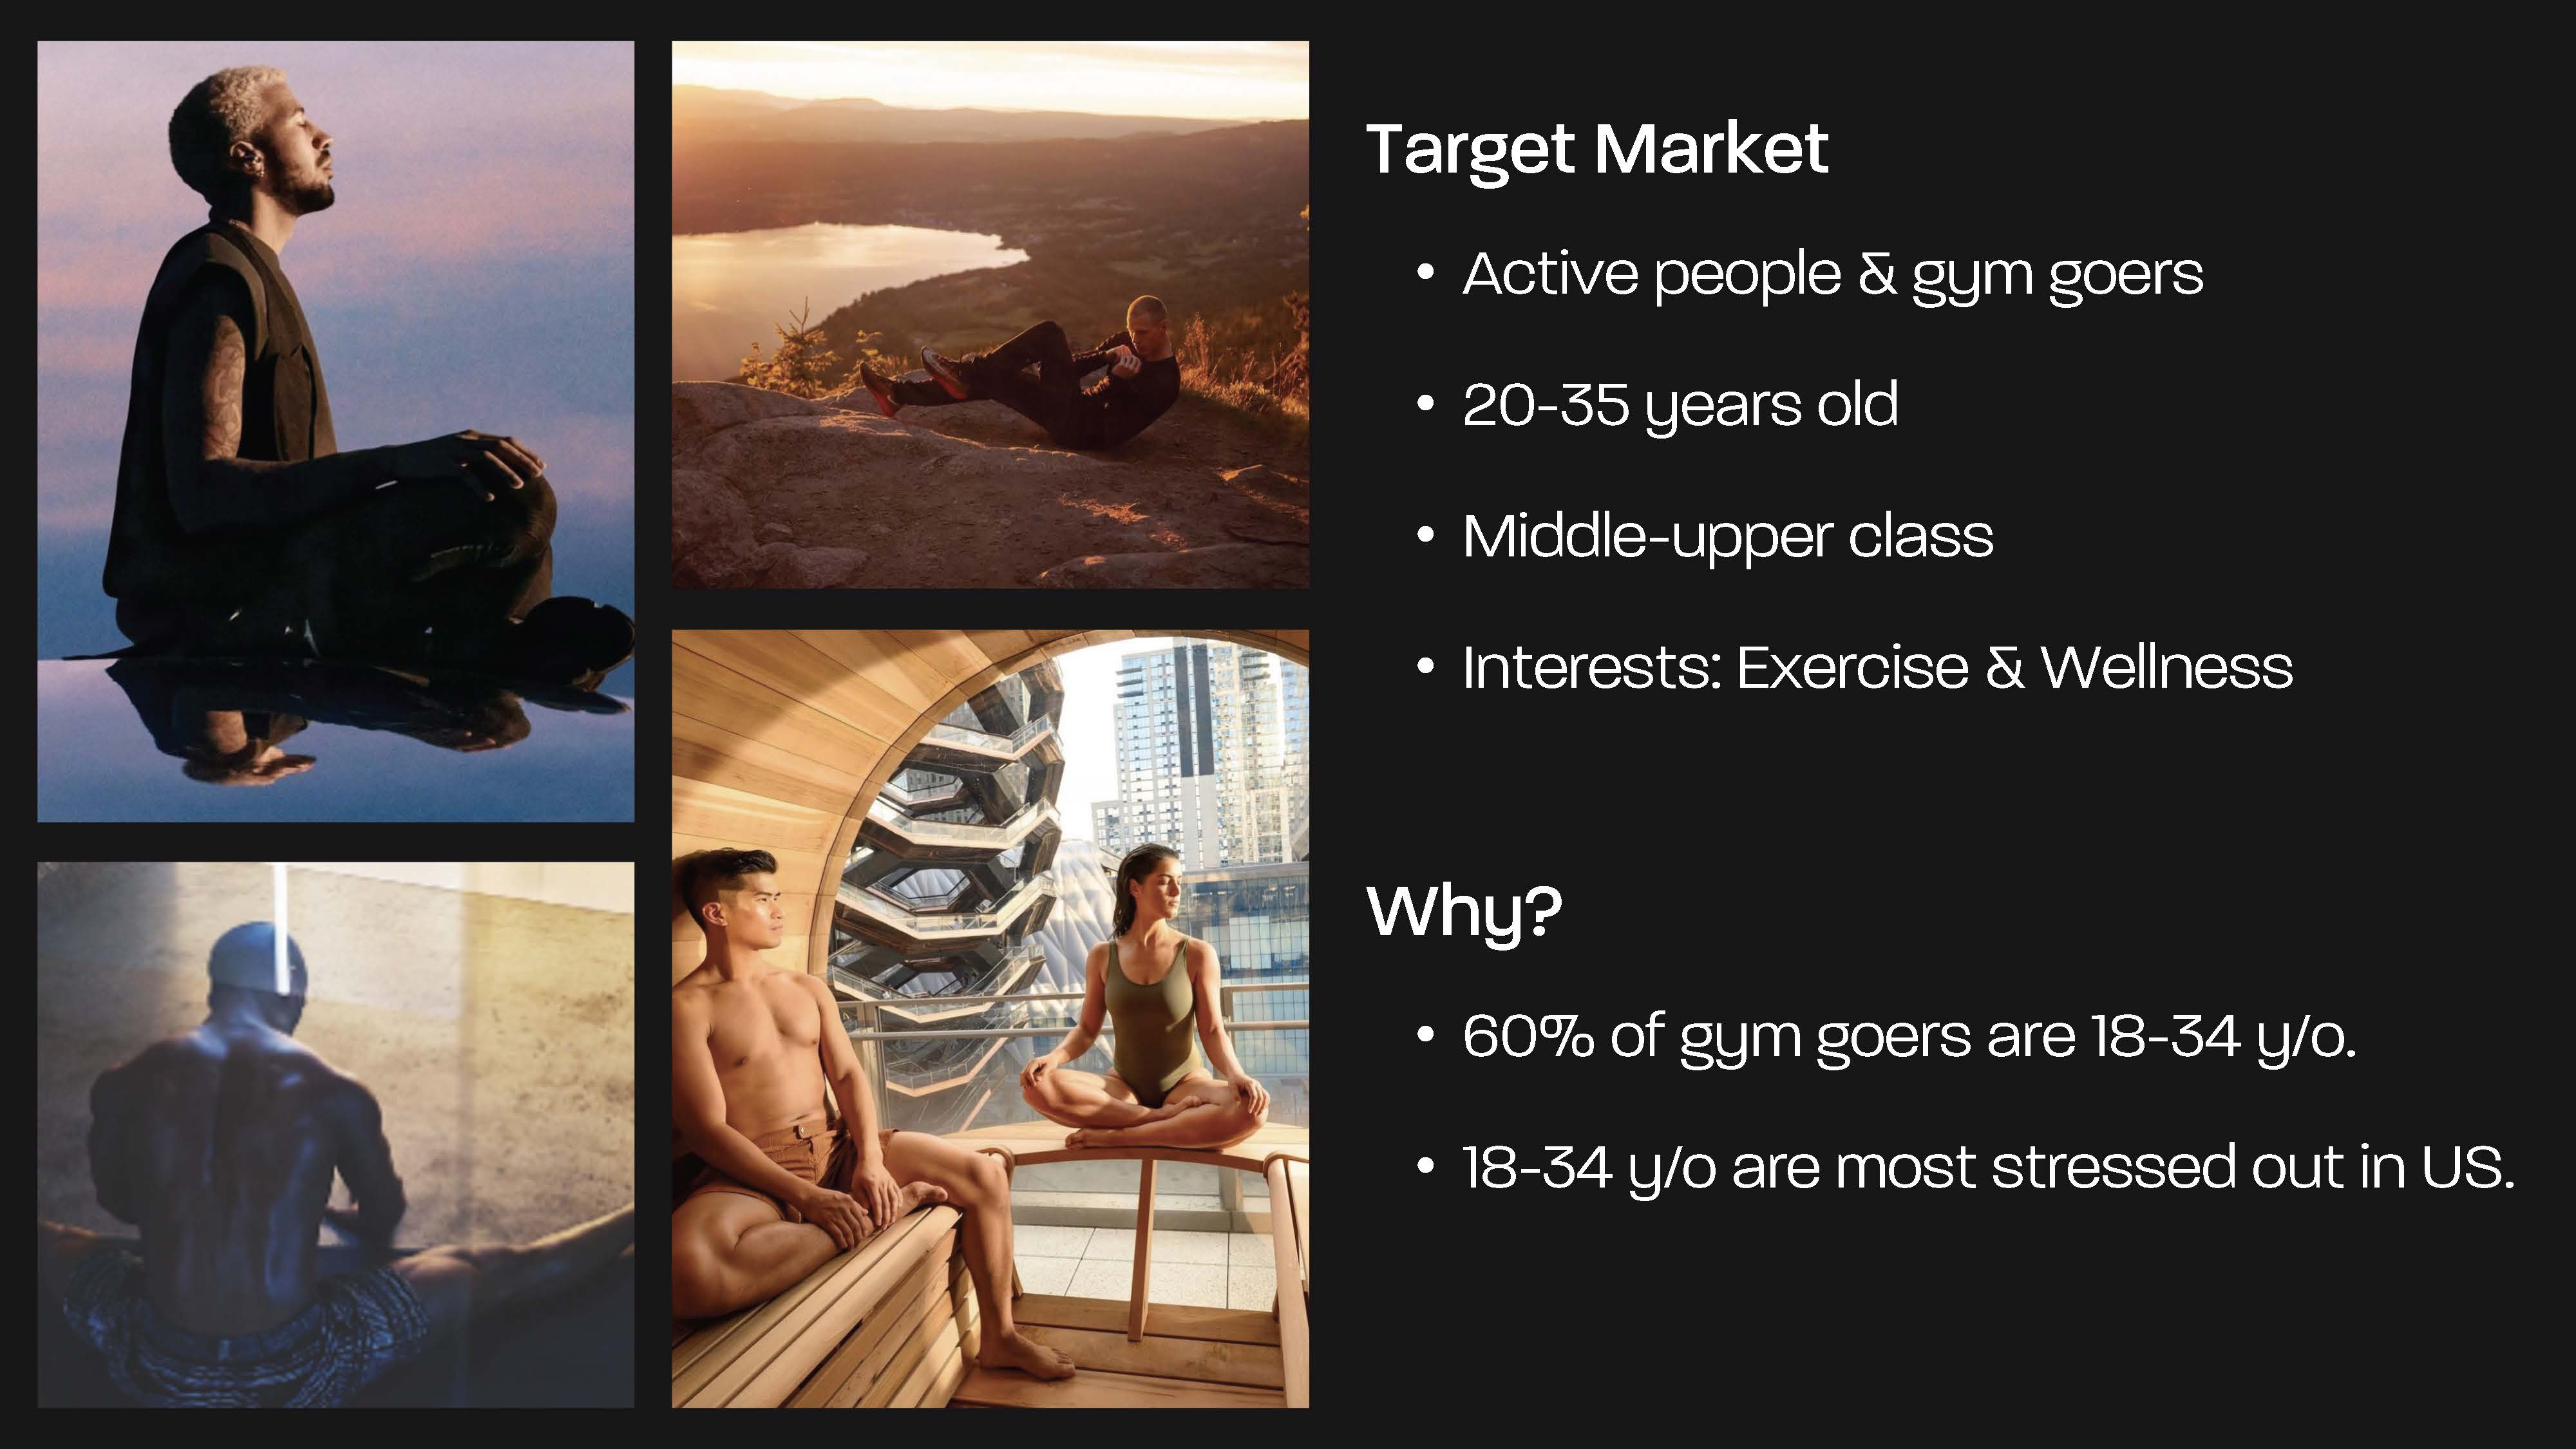 Target Market
• Active people & gym goers
• 20-35 years old
• Middle-upper class
• Interests: Exercise & Wellness
Why?
• 60% of gym goers are 18-34 y/o.
• 18-34 y/o are most stressed out in US.